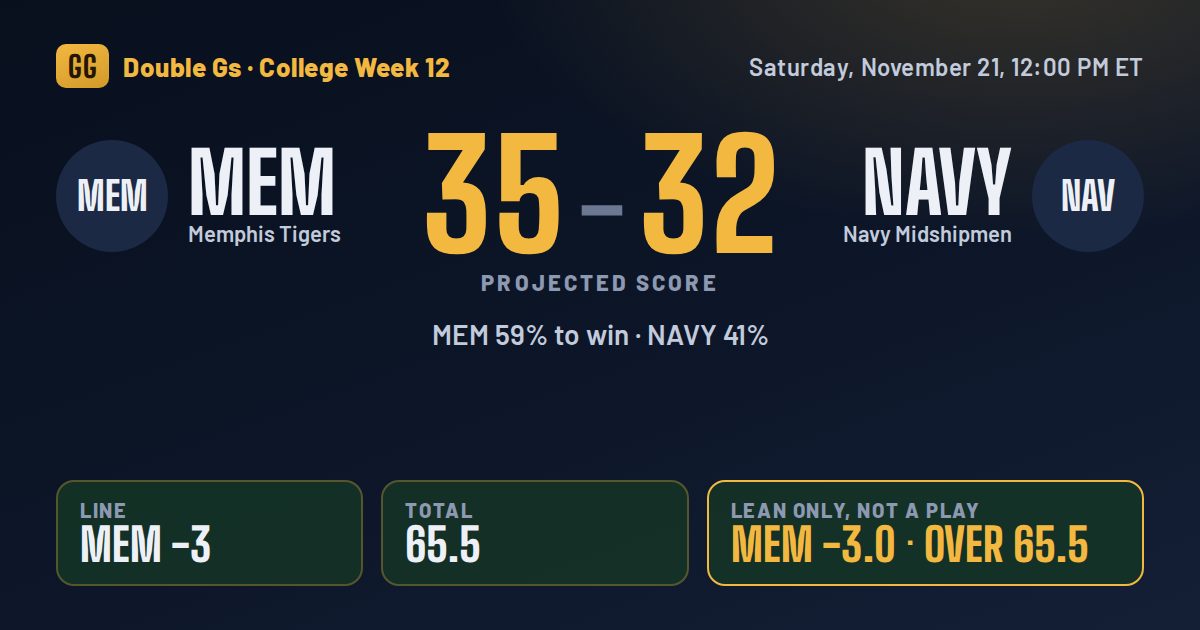 GG Double Gs · College Week 12
Saturday, November 21, 12:00 PM ET
MEM
MEM
Memphis Tigers
35 – 32
PROJECTED SCORE
MEM 59% to win · NAVY 41%
NAVY
Navy Midshipmen
NAV
LINE
MEM −3
TOTAL
65.5
LEAN ONLY, NOT A PLAY
MEM −3.0 · OVER 65.5